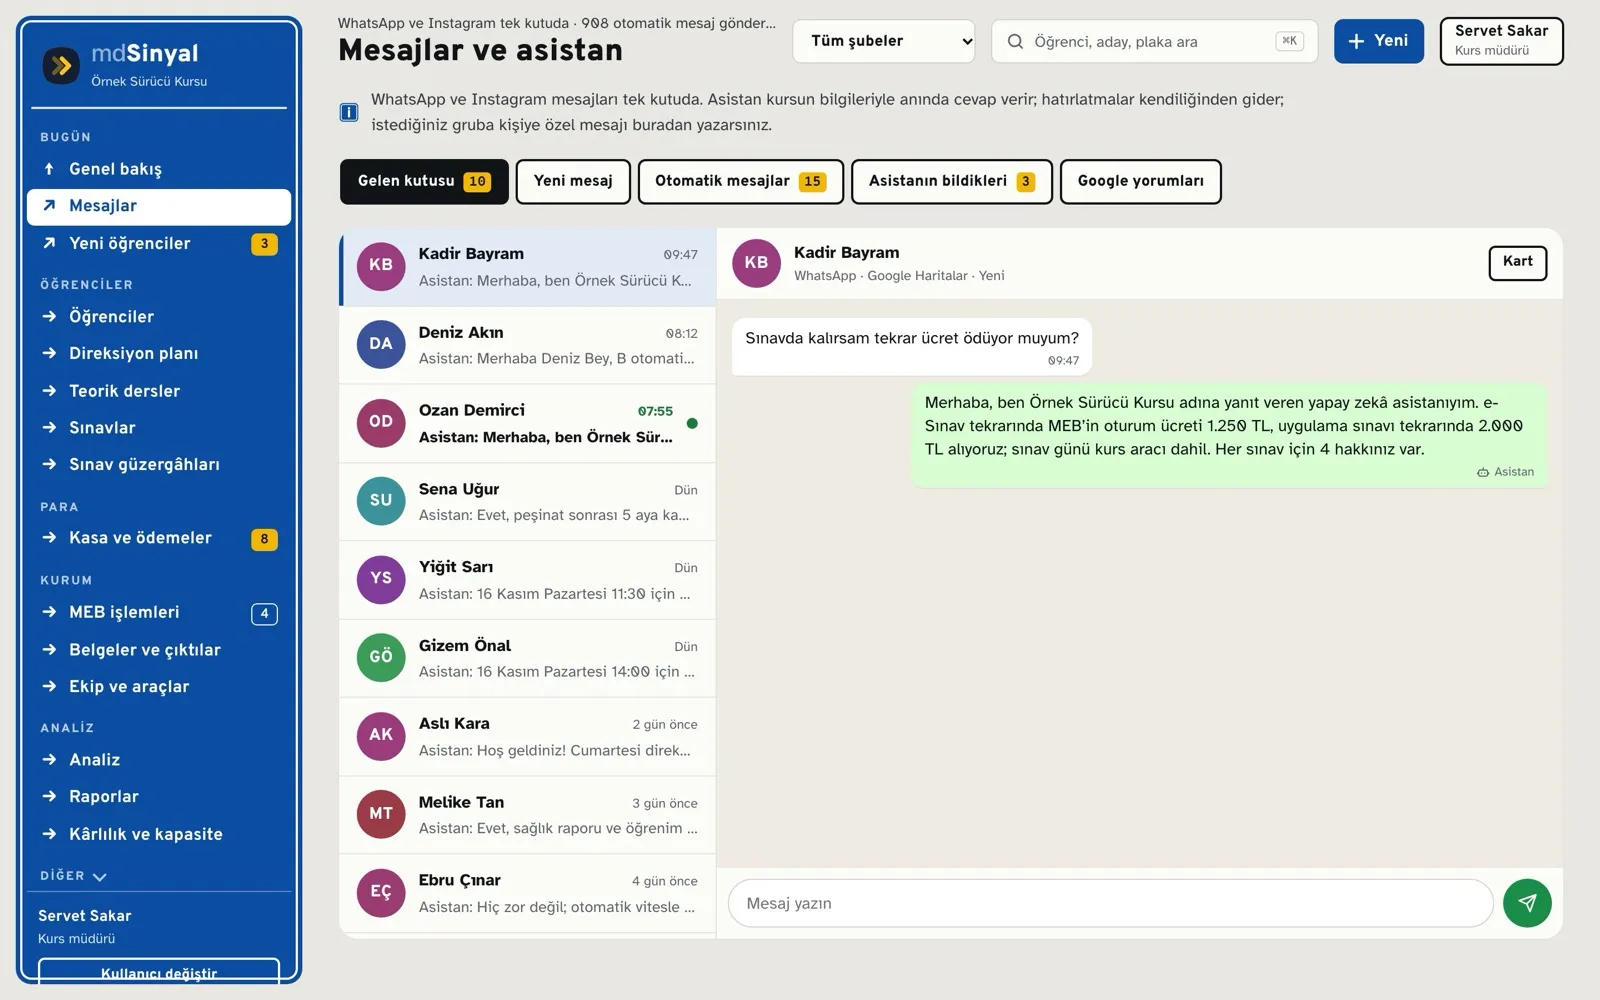 mdSinyal
Örnek Sürücü Kursu
BUGÜN
Genel bakış
Mesajlar
Yeni öğrenciler 3
ÖĞRENCİLER
Öğrenciler
Direksiyon planı
Teorik dersler
Sınavlar
Sınav güzergâhları
PARA
Kasa ve ödemeler 8
KURUM
MEB işlemleri 4
Belgeler ve çıktılar
Ekip ve araçlar
ANALİZ
Analiz
Raporlar
Kârlılık ve kapasite
DİĞER
Servet Sakar
Kurs müdürü
Kullanıcı değiştir
WhatsApp ve Instagram tek kutuda · 908 otomatik mesaj gönder...
Mesajlar ve asistan
Tüm şubeler
Öğrenci, aday, plaka ara ⌘K
+ Yeni
Servet Sakar
Kurs müdürü
WhatsApp ve Instagram mesajları tek kutuda. Asistan kursun bilgileriyle anında cevap verir; hatırlatmalar kendiliğinden gider;
istediğiniz gruba kişiye özel mesajı buradan yazarsınız.
Gelen kutusu 10
Yeni mesaj
Otomatik mesajlar 15
Asistanın bildikleri 3
Google yorumları
KB Kadir Bayram 09:47
Asistan: Merhaba, ben Örnek Sürücü K...
DA Deniz Akın 08:12
Asistan: Merhaba Deniz Bey, B otomati...
OD Ozan Demirci 07:55
Asistan: Merhaba, ben Örnek Sür...
SU Sena Uğur Dün
Asistan: Evet, peşinat sonrası 5 aya ka...
YS Yiğit Sarı Dün
Asistan: 16 Kasım Pazartesi 11:30 için ...
GÖ Gizem Önal Dün
Asistan: 16 Kasım Pazartesi 14:00 için ...
AK Aslı Kara 2 gün önce
Asistan: Hoş geldiniz! Cumartesi direk...
MT Melike Tan 3 gün önce
Asistan: Evet, sağlık raporu ve öğrenim ...
EÇ Ebru Çınar 4 gün önce
Asistan: Hiç zor değil; otomatik vitesle ...
KB Kadir Bayram
WhatsApp · Google Haritalar · Yeni
Kart
Sınavda kalırsam tekrar ücret ödüyor muyum?
09:47
Merhaba, ben Örnek Sürücü Kursu adına yanıt veren yapay zekâ asistanıyım. e-
Sınav tekrarında MEB'in oturum ücreti 1.250 TL, uygulama sınavı tekrarında 2.000
TL alıyoruz; sınav günü kurs aracı dahil. Her sınav için 4 hakkınız var.
Asistan
Mesaj yazın